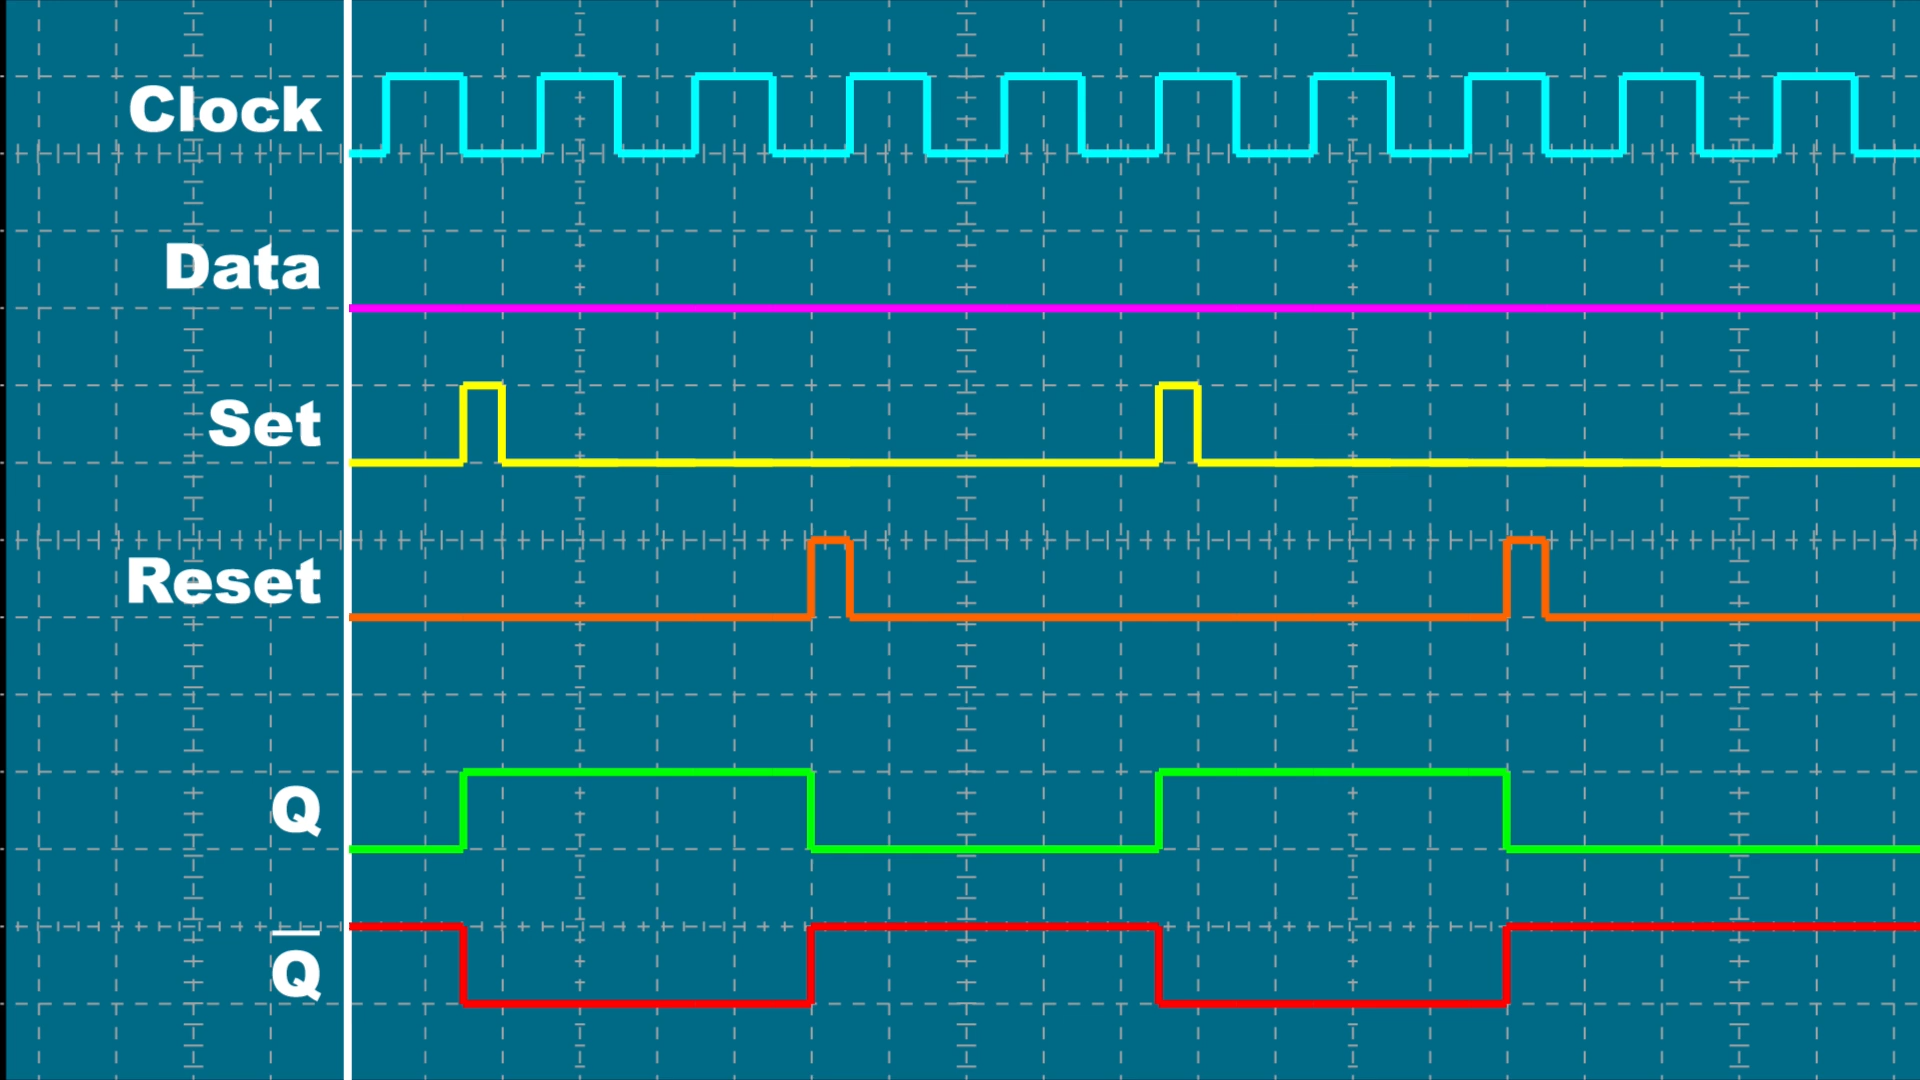 Clock
Data
Set
Reset
Q
Q̅